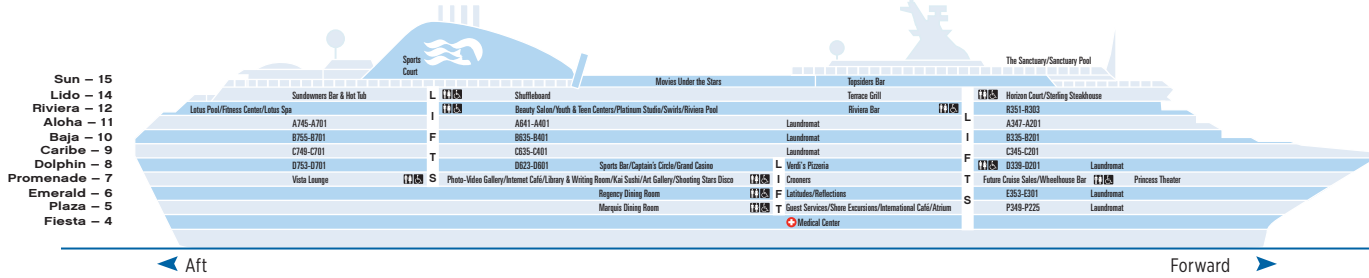 Sports
Court
The Sanctuary/Sanctuary Pool
Sun – 15
Movies Under the Stars
Topsiders Bar
Lido – 14
Sundowners Bar & Hot Tub
Shuffleboard
Terrace Grill
Horizon Court/Sterling Steakhouse
Riviera – 12
Lotus Pool/Fitness Center/Lotus Spa
Beauty Salon/Youth & Teen Centers/Platinum Studio/Swirls/Riviera Pool
Riviera Bar
R351-R303
Aloha – 11
A745-A701
A641-A401
Laundromat
A347-A201
Baja – 10
B755-B701
B635-B401
Laundromat
B335-B201
Caribe – 9
C749-C701
C635-C401
Laundromat
C345-C201
Dolphin – 8
D753-D701
D623-D601
Sports Bar/Captain's Circle/Grand Casino
Verdi's Pizzeria
D339-D201
Laundromat
Promenade – 7
Vista Lounge
Photo-Video Gallery/Internet Café/Library & Writing Room/Kai Sushi/Art Gallery/Shooting Stars Disco
Crooners
Future Cruise Sales/Wheelhouse Bar
Princess Theater
Emerald – 6
Regency Dining Room
Latitudes/Reflections
E353-E301
Laundromat
Plaza – 5
Marquis Dining Room
Guest Services/Shore Excursions/International Café/Atrium
P349-P225
Laundromat
Fiesta – 4
Medical Center
LIFTS
LIFT
LIFTS
Aft
Forward